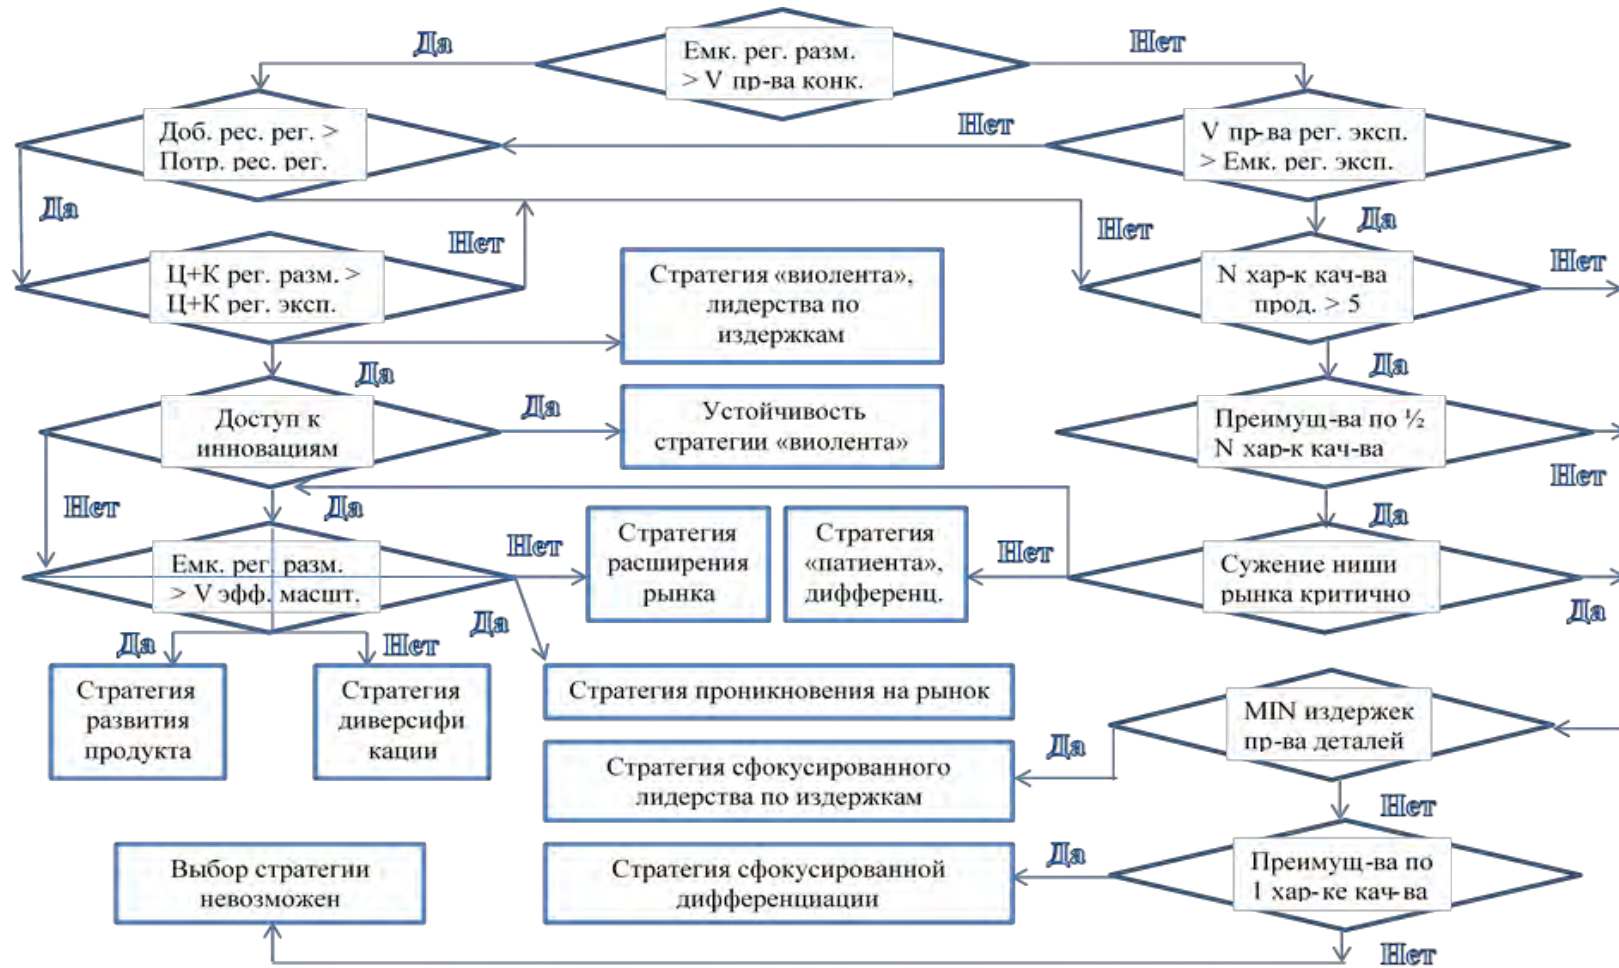 Да
Емк. рег. разм.
> V пр-ва конк.
Нет
Доб. рес. рег. >
Потр. рес. рег.
Нет
V пр-ва рег. эксп.
> Емк. рег. эксп.
Да
Да
Нет
Нет
Ц+К рег. разм. >
Ц+К рег. эксп.
Стратегия «виолента»,
лидерства по
издержкам
N хар-к кач-ва
прод. > 5
Нет
Да
Да
Доступ к
инновациям
Да
Устойчивость
стратегии «виолента»
Преимущ-ва по ½
N хар-к кач-ва
Нет
Нет
Да
Да
Емк. рег. разм.
> V эфф. масшт.
Нет
Стратегия
расширения
рынка
Стратегия
«патиента»,
дифференц.
Нет
Сужение ниши
рынка критично
Да
Да
Да
Нет
Стратегия
развития
продукта
Стратегия
диверсифи
кации
Стратегия проникновения на рынок
MIN издержек
пр-ва деталей
Да
Стратегия сфокусированного
лидерства по издержкам
Нет
Выбор стратегии
невозможен
Стратегия сфокусированной
дифференциации
Да
Преимущ-ва по
1 хар-ке кач-ва
Нет